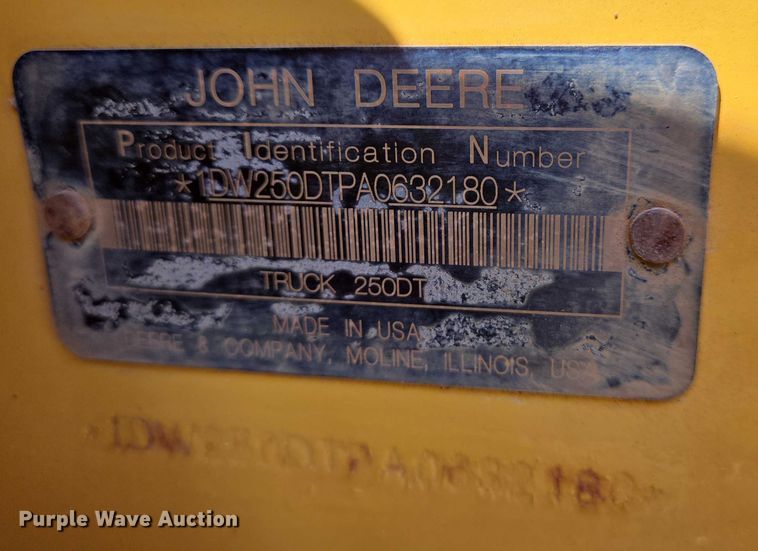 JOHN DEERE
Product Identification Number
*1DW250DTPA0632180*
TRUCK 250DT
MADE IN USA
DEERE & COMPANY, MOLINE, ILLINOIS, USA
1DW250DTPA0632180
Purple Wave Auction